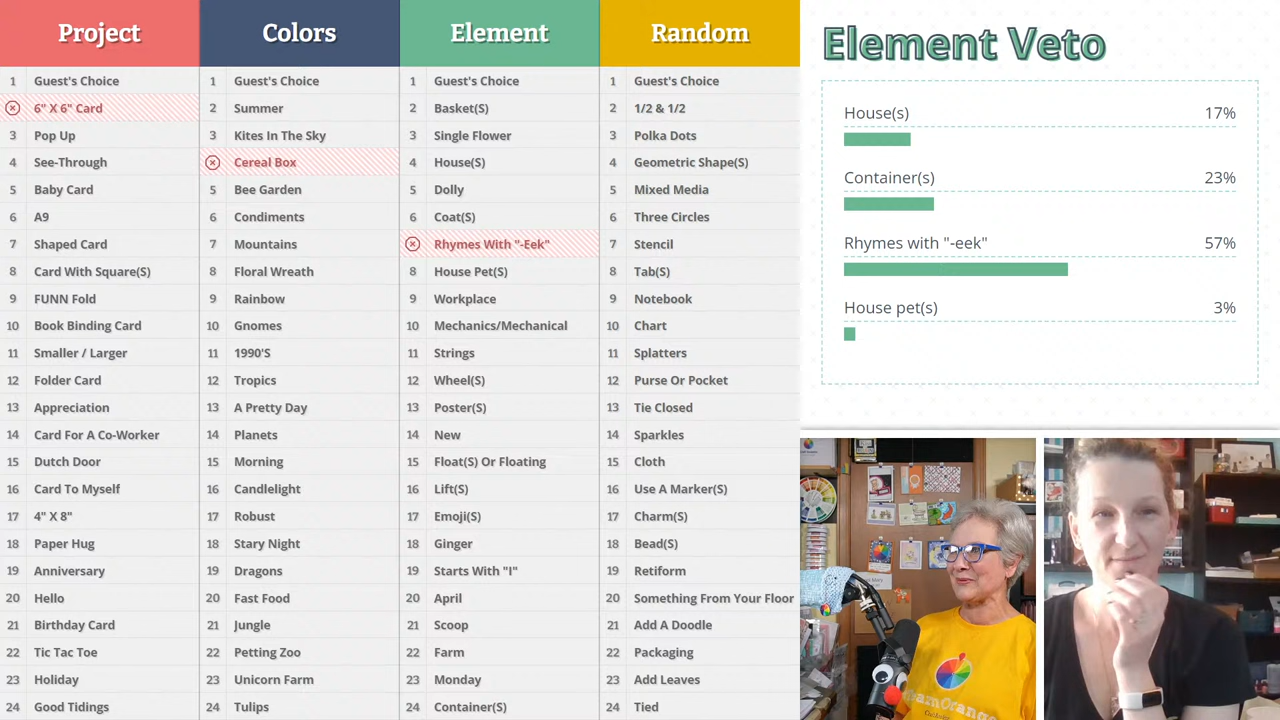 Project
1 Guest's Choice
6" X 6" Card
3 Pop Up
4 See-Through
5 Baby Card
6 A9
7 Shaped Card
8 Card With Square(S)
9 FUNN Fold
10 Book Binding Card
11 Smaller / Larger
12 Folder Card
13 Appreciation
14 Card For A Co-Worker
15 Dutch Door
16 Card To Myself
17 4" X 8"
18 Paper Hug
19 Anniversary
20 Hello
21 Birthday Card
22 Tic Tac Toe
23 Holiday
24 Good Tidings
Colors
1 Guest's Choice
2 Summer
3 Kites In The Sky
Cereal Box
5 Bee Garden
6 Condiments
7 Mountains
8 Floral Wreath
9 Rainbow
10 Gnomes
11 1990'S
12 Tropics
13 A Pretty Day
14 Planets
15 Morning
16 Candlelight
17 Robust
18 Stary Night
19 Dragons
20 Fast Food
21 Jungle
22 Petting Zoo
23 Unicorn Farm
24 Tulips
Element
1 Guest's Choice
2 Basket(S)
3 Single Flower
4 House(S)
5 Dolly
6 Coat(S)
Rhymes With "-Eek"
8 House Pet(S)
9 Workplace
10 Mechanics/Mechanical
11 Strings
12 Wheel(S)
13 Poster(S)
14 New
15 Float(S) Or Floating
16 Lift(S)
17 Emoji(S)
18 Ginger
19 Starts With "I"
20 April
21 Scoop
22 Farm
23 Monday
24 Container(S)
Random
1 Guest's Choice
2 1/2 & 1/2
3 Polka Dots
4 Geometric Shape(S)
5 Mixed Media
6 Three Circles
7 Stencil
8 Tab(S)
9 Notebook
10 Chart
11 Splatters
12 Purse Or Pocket
13 Tie Closed
14 Sparkles
15 Cloth
16 Use A Marker(S)
17 Charm(S)
18 Bead(S)
19 Retiform
20 Something From Your Floor
21 Add A Doodle
22 Packaging
23 Add Leaves
24 Tied
Element Veto
House(s) 17%
Container(s) 23%
Rhymes with "-eek" 57%
House pet(s) 3%